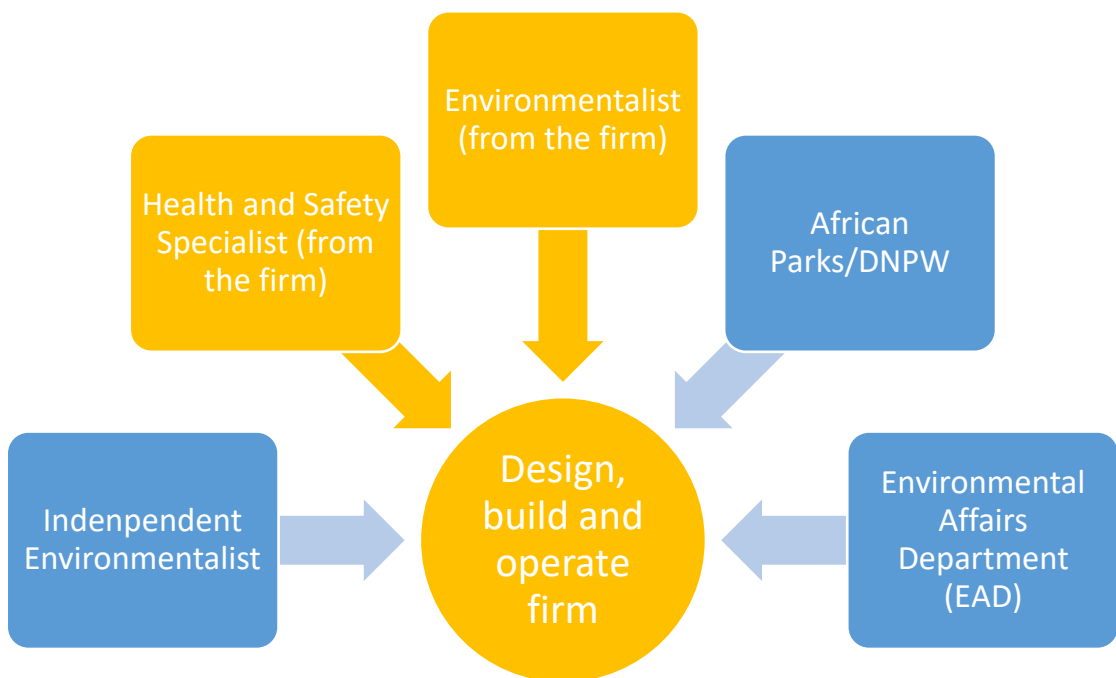 Environmentalist
(from the firm)
Health and Safety
Specialist (from
the firm)
African
Parks/DNPW
Indenpendent
Environmentalist
Design,
build and
operate
firm
Environmental
Affairs
Department
(EAD)